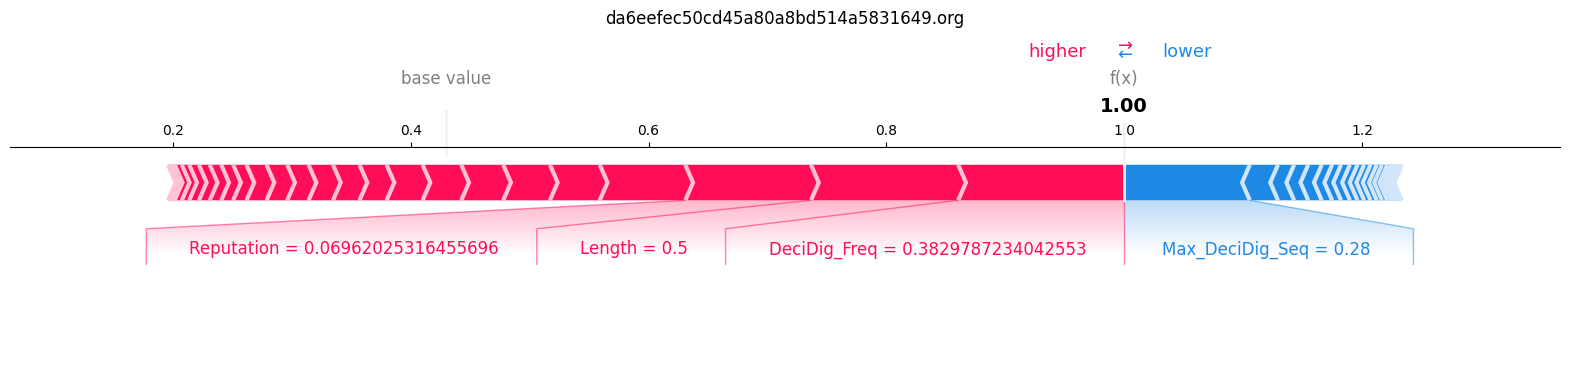 da6eefec50cd45a80a8bd514a5831649.org
higher ⇄ lower
base value f(x)
1.00
0.2 0.4 0.6 0.8 1.0 1.2
Reputation = 0.06962025316455696 Length = 0.5 DeciDig_Freq = 0.3829787234042553 Max_DeciDig_Seq = 0.28